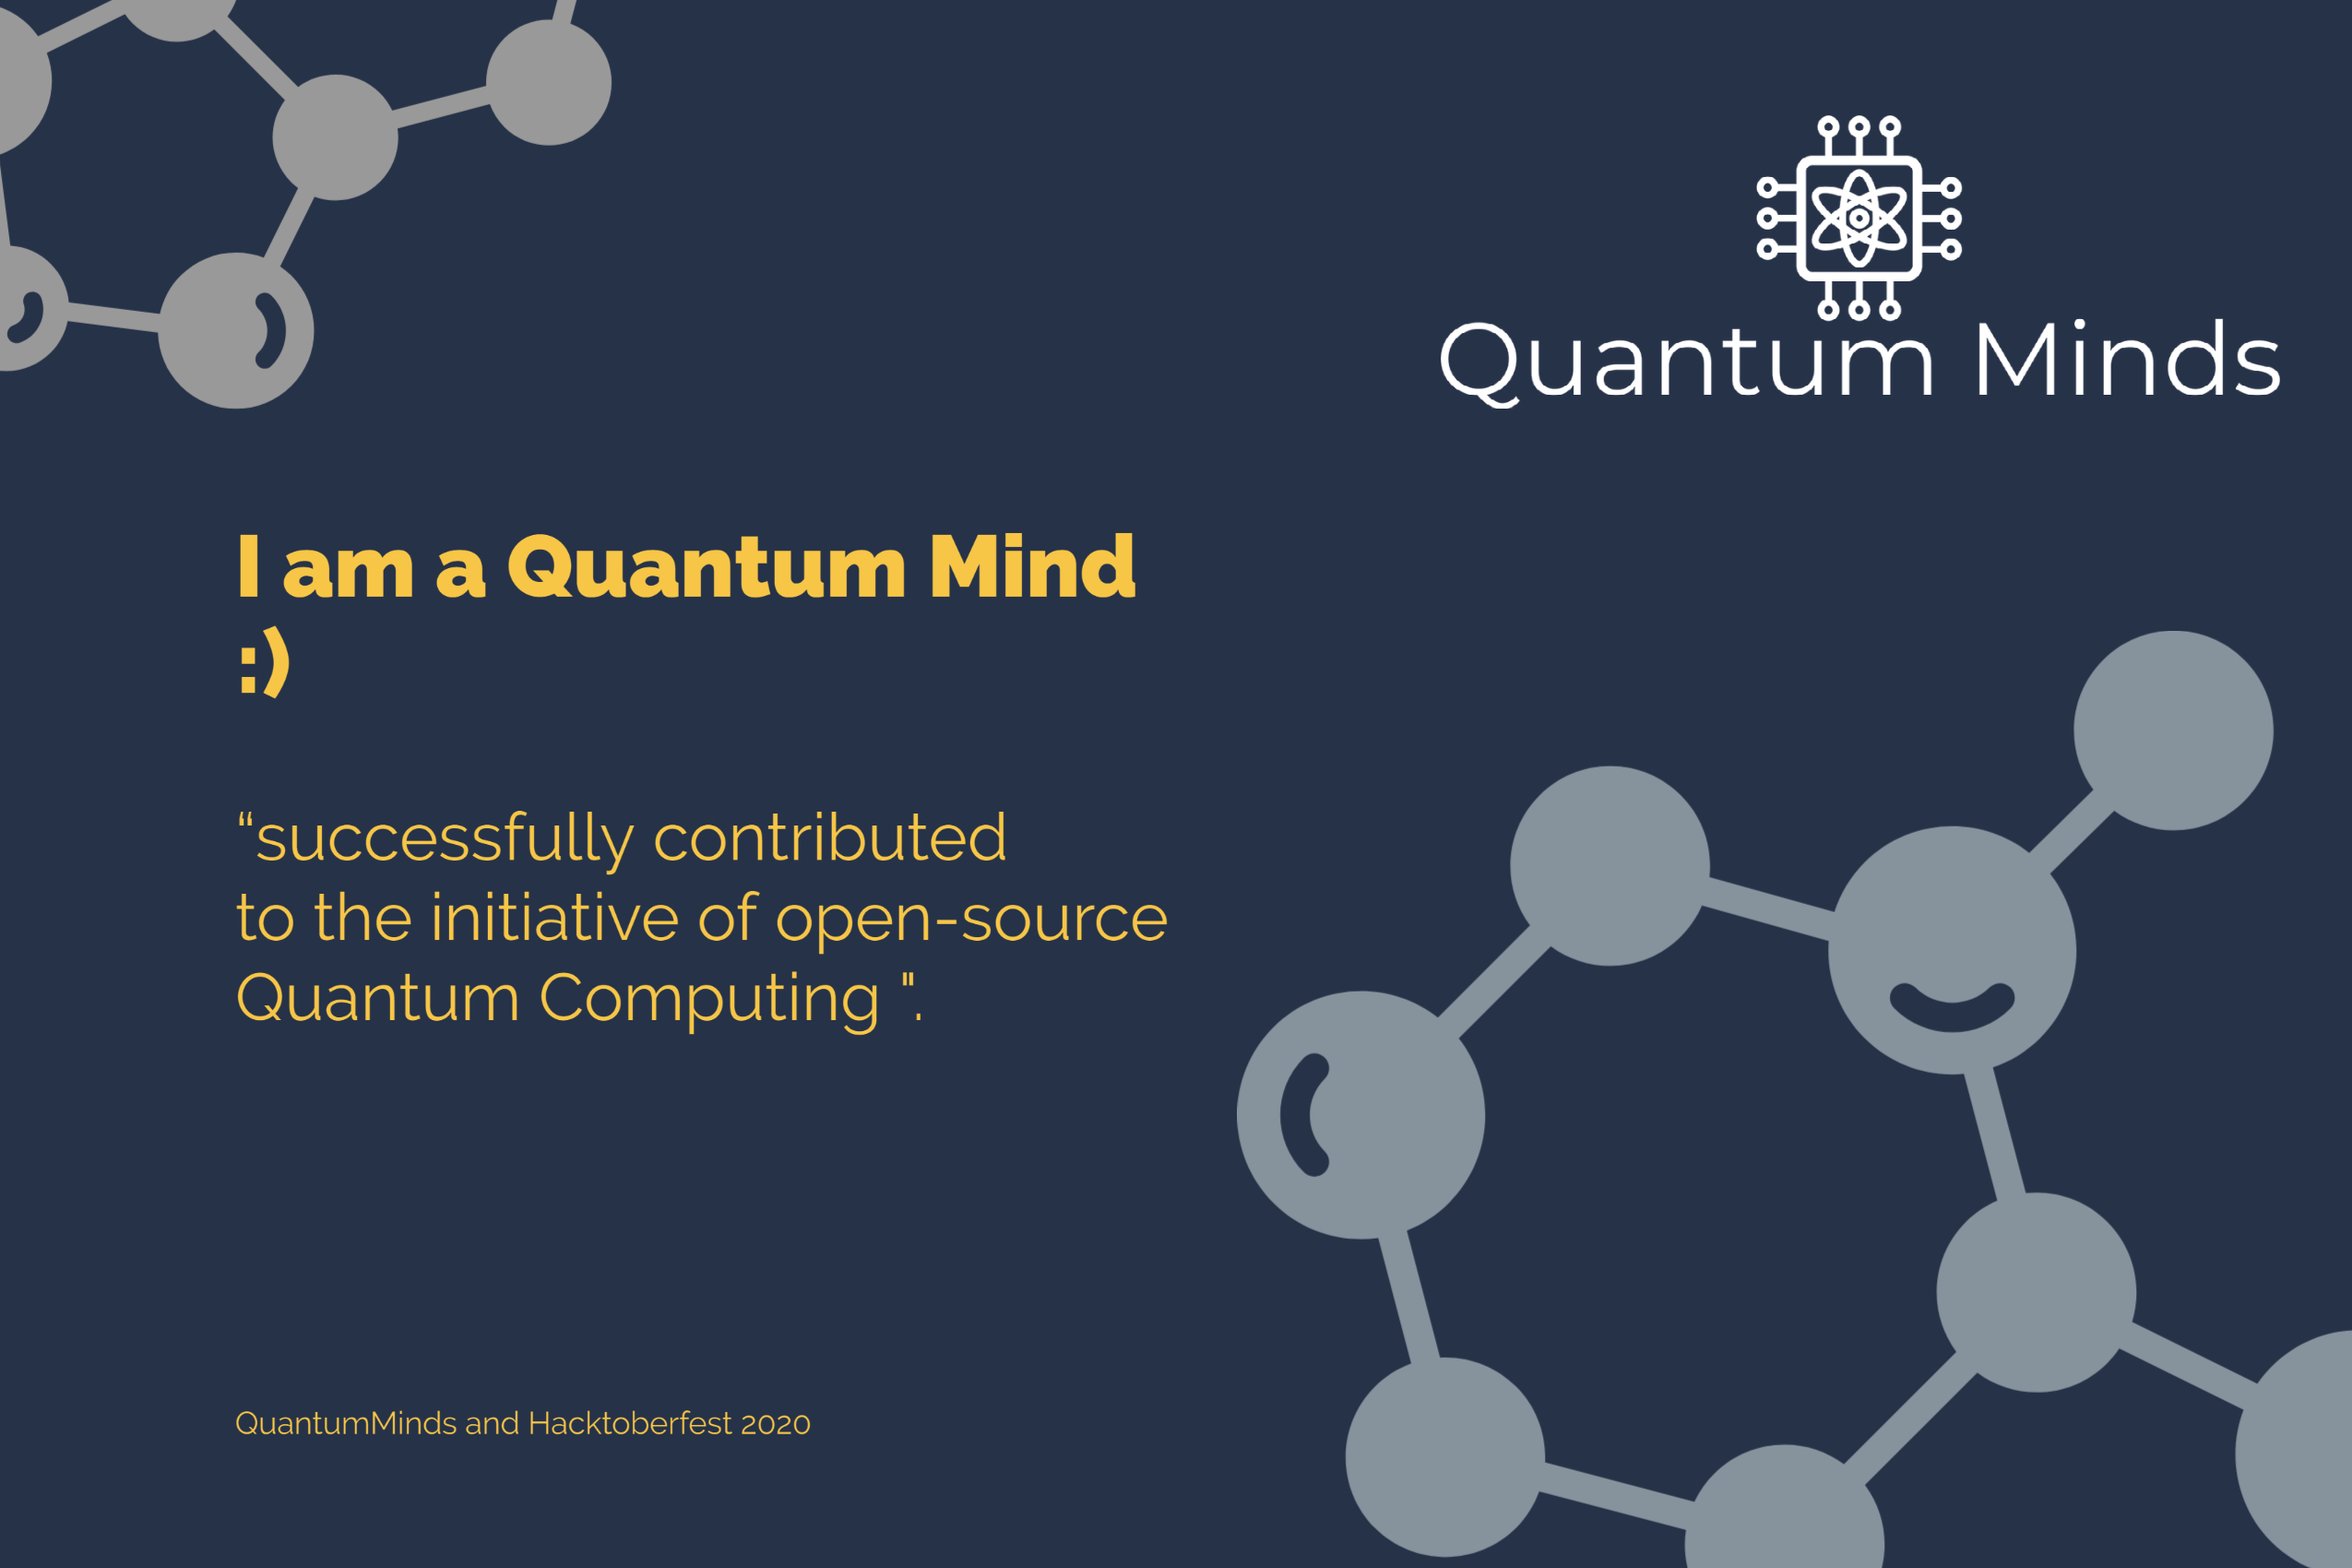 Quantum Minds
I am a Quantum Mind
:)
“successfully contributed
to the initiative of open-source
Quantum Computing ".
QuantumMinds and Hacktoberfest 2020